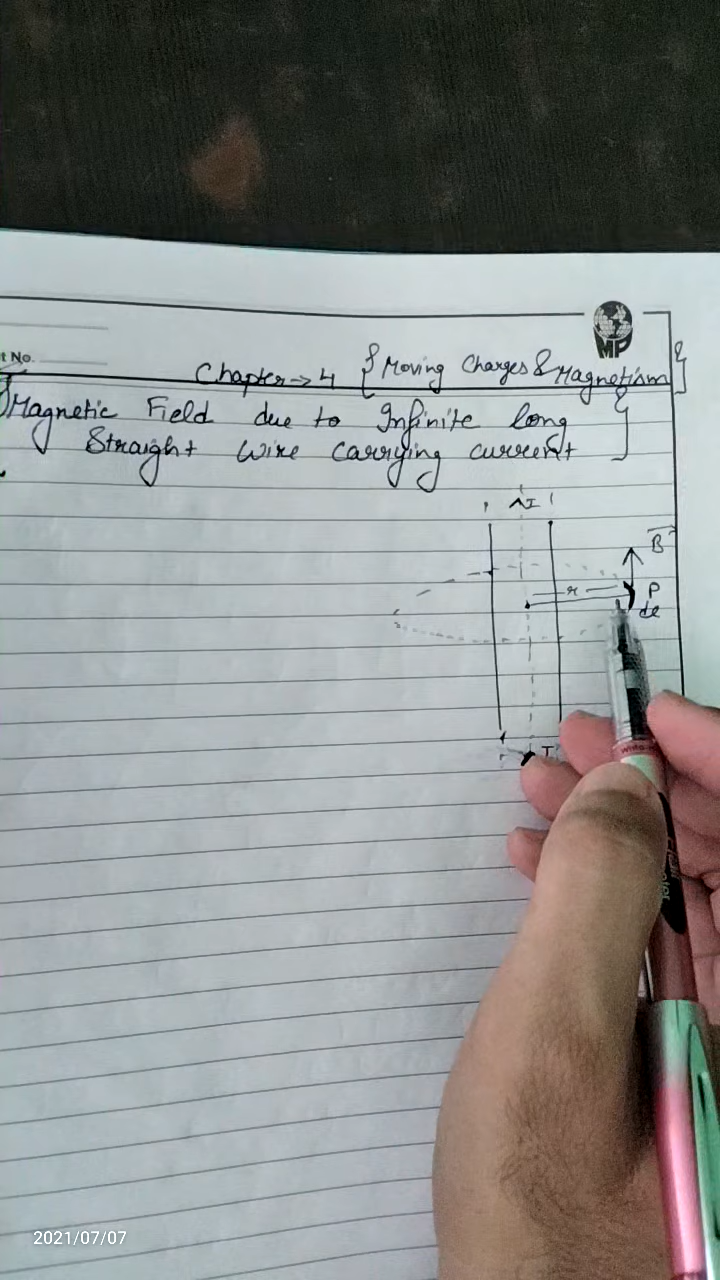 MP
t No.
Chapter → 4 { Moving Charges & Magnetism }
Magnetic Field due to Infinite long
Straight wire carrying current
I
B
r
P
dl
I
2021/07/07